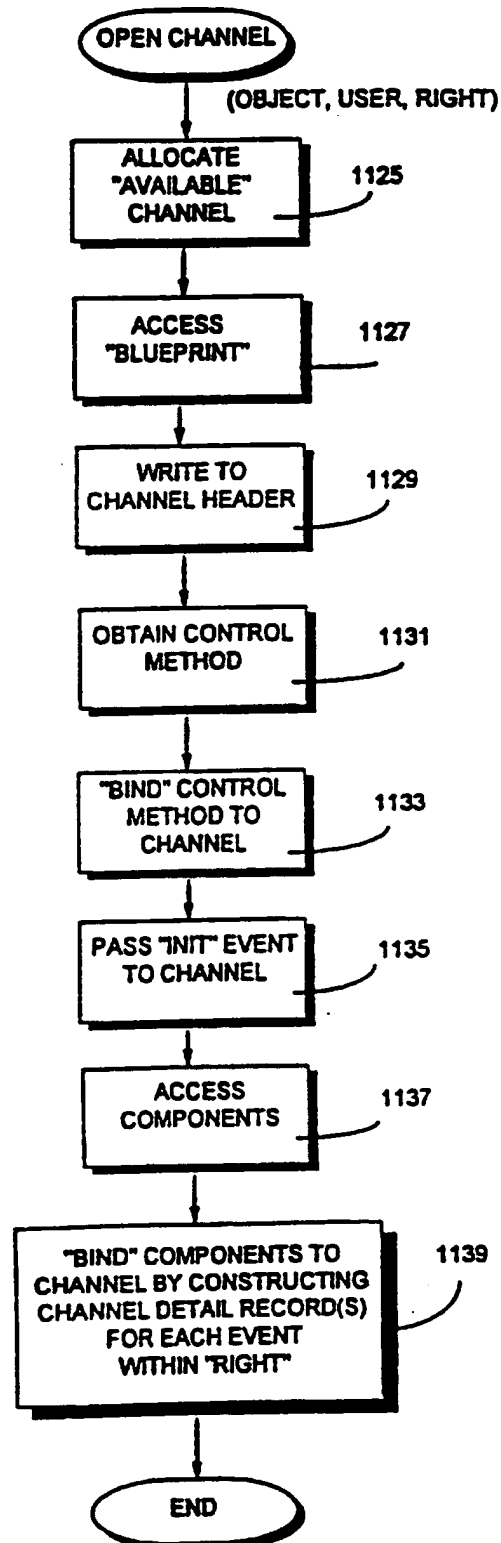 OPEN CHANNEL
(OBJECT, USER, RIGHT)
ALLOCATE
"AVAILABLE"
CHANNEL
1125
ACCESS
"BLUEPRINT"
1127
WRITE TO
CHANNEL HEADER
1129
OBTAIN CONTROL
METHOD
1131
"BIND" CONTROL
METHOD TO
CHANNEL
1133
PASS "INIT" EVENT
TO CHANNEL
1135
ACCESS
COMPONENTS
1137
"BIND" COMPONENTS TO
CHANNEL BY CONSTRUCTING
CHANNEL DETAIL RECORD(S)
FOR EACH EVENT
WITHIN "RIGHT"
1139
END